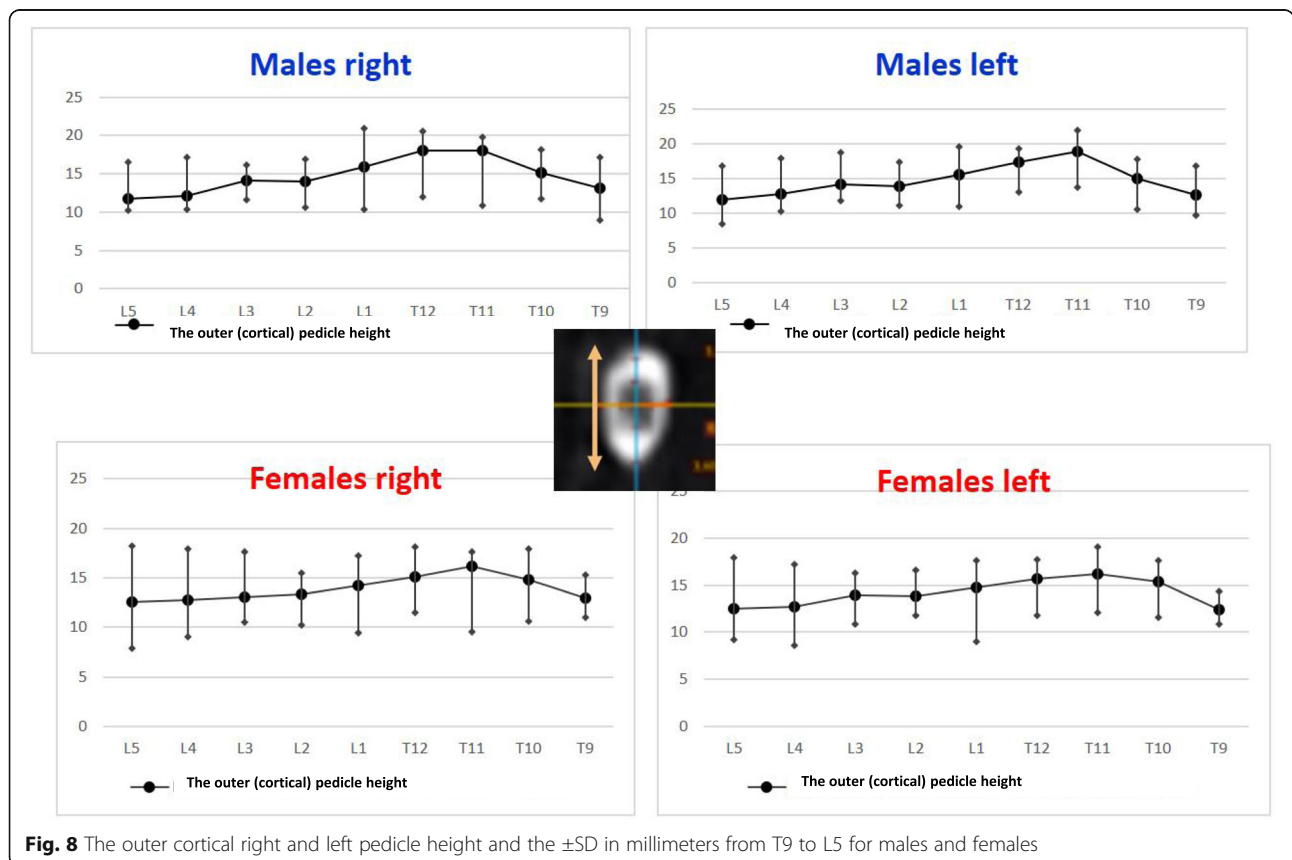 Males right
25
20
15
10
5
0
L5 L4 L3 L2 L1 T12 T11 T10 T9
The outer (cortical) pedicle height
Males left
25
20
15
10
5
0
L5 L4 L3 L2 L1 T12 T11 T10 T9
The outer (cortical) pedicle height
Females right
25
20
15
10
5
0
L5 L4 L3 L2 L1 T12 T11 T10 T9
The outer (cortical) pedicle height
Females left
25
20
15
10
5
0
L5 L4 L3 L2 L1 T12 T11 T10 T9
The outer (cortical) pedicle height
Fig. 8 The outer cortical right and left pedicle height and the ±SD in millimeters from T9 to L5 for males and females